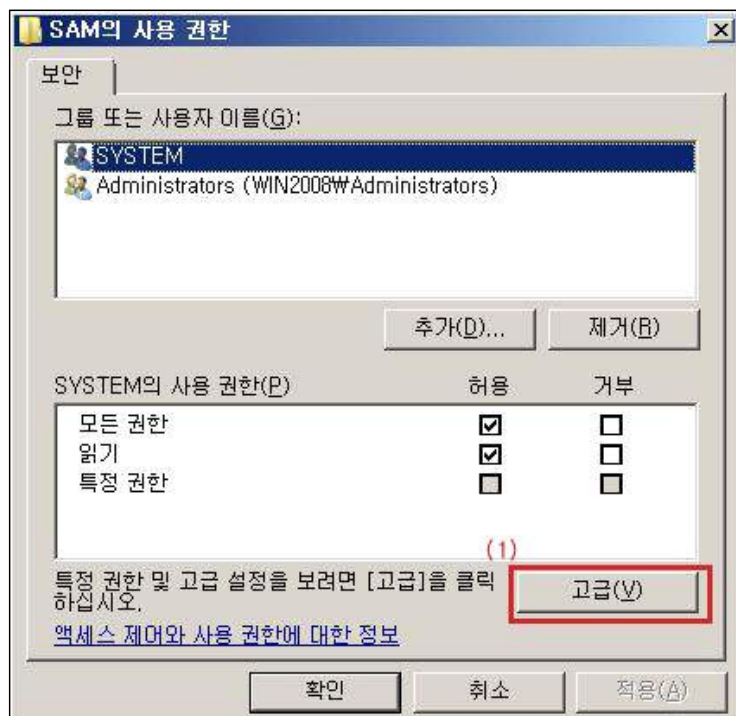 SAM의 사용 권한
보안
그룹 또는 사용자 이름(G):
SYSTEM
Administrators (WIN2008₩Administrators)
추가(D)... 제거(R)
SYSTEM의 사용 권한(P) 허용 거부
모든 권한
읽기
특정 권한
(1)
특정 권한 및 고급 설정을 보려면 [고급]을 클릭
하십시오.
고급(V)
액세스 제어와 사용 권한에 대한 정보
확인 취소 적용(A)